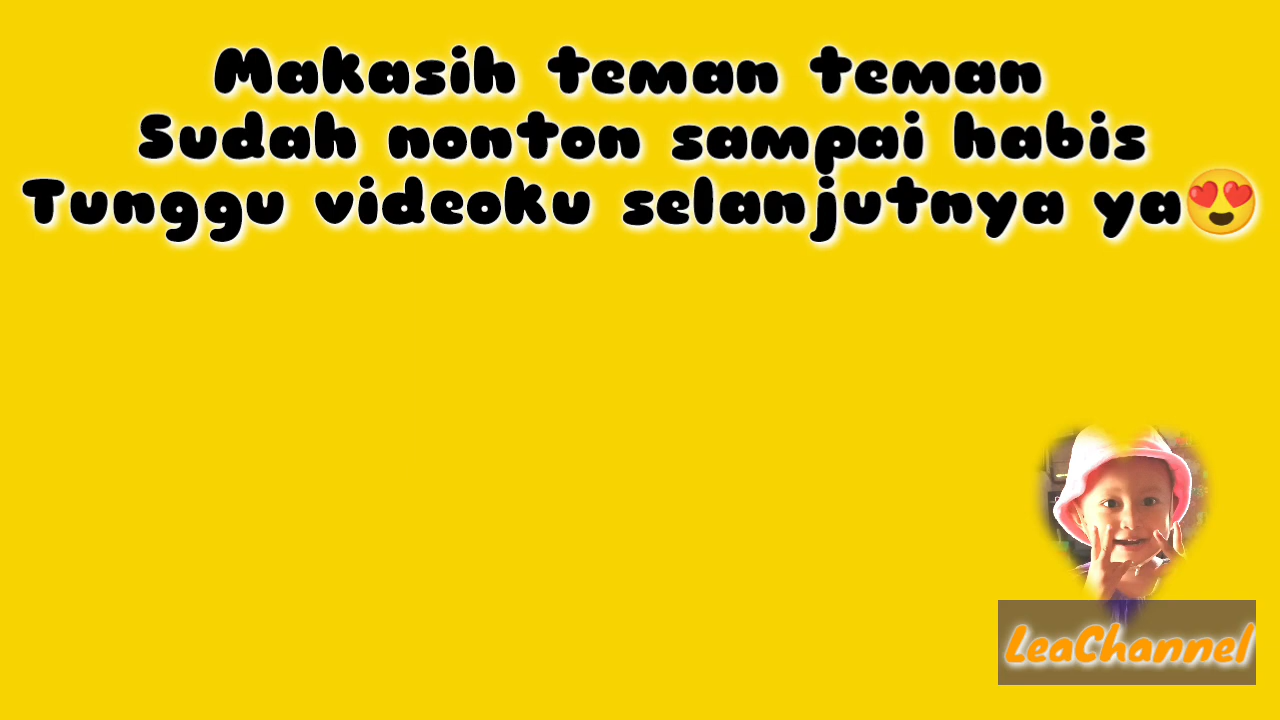 Makasih teman teman
Sudah nonton sampai habis
Tunggu videoku selanjutnya ya😍
LeaChannel